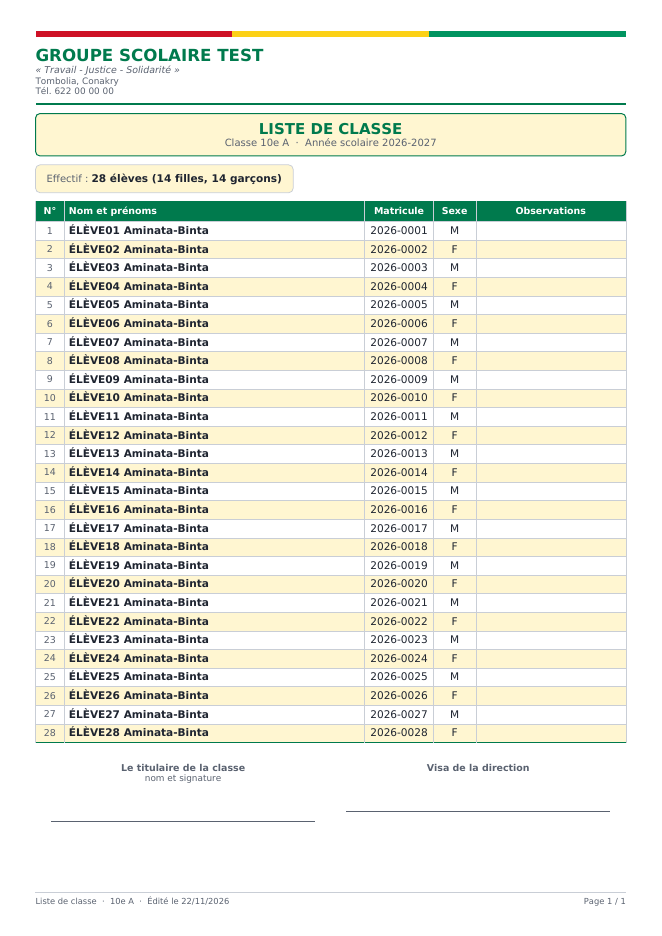 GROUPE SCOLAIRE TEST
« Travail - Justice - Solidarité »
Tombolia, Conakry
Tél. 622 00 00 00
LISTE DE CLASSE
Classe 10e A · Année scolaire 2026-2027
Effectif : 28 élèves (14 filles, 14 garçons)
N° Nom et prénoms Matricule Sexe Observations
1 ÉLÈVE01 Aminata-Binta 2026-0001 M
2 ÉLÈVE02 Aminata-Binta 2026-0002 F
3 ÉLÈVE03 Aminata-Binta 2026-0003 M
4 ÉLÈVE04 Aminata-Binta 2026-0004 F
5 ÉLÈVE05 Aminata-Binta 2026-0005 M
6 ÉLÈVE06 Aminata-Binta 2026-0006 F
7 ÉLÈVE07 Aminata-Binta 2026-0007 M
8 ÉLÈVE08 Aminata-Binta 2026-0008 F
9 ÉLÈVE09 Aminata-Binta 2026-0009 M
10 ÉLÈVE10 Aminata-Binta 2026-0010 F
11 ÉLÈVE11 Aminata-Binta 2026-0011 M
12 ÉLÈVE12 Aminata-Binta 2026-0012 F
13 ÉLÈVE13 Aminata-Binta 2026-0013 M
14 ÉLÈVE14 Aminata-Binta 2026-0014 F
15 ÉLÈVE15 Aminata-Binta 2026-0015 M
16 ÉLÈVE16 Aminata-Binta 2026-0016 F
17 ÉLÈVE17 Aminata-Binta 2026-0017 M
18 ÉLÈVE18 Aminata-Binta 2026-0018 F
19 ÉLÈVE19 Aminata-Binta 2026-0019 M
20 ÉLÈVE20 Aminata-Binta 2026-0020 F
21 ÉLÈVE21 Aminata-Binta 2026-0021 M
22 ÉLÈVE22 Aminata-Binta 2026-0022 F
23 ÉLÈVE23 Aminata-Binta 2026-0023 M
24 ÉLÈVE24 Aminata-Binta 2026-0024 F
25 ÉLÈVE25 Aminata-Binta 2026-0025 M
26 ÉLÈVE26 Aminata-Binta 2026-0026 F
27 ÉLÈVE27 Aminata-Binta 2026-0027 M
28 ÉLÈVE28 Aminata-Binta 2026-0028 F
Le titulaire de la classe Visa de la direction
nom et signature
Liste de classe · 10e A · Édité le 22/11/2026 Page 1 / 1